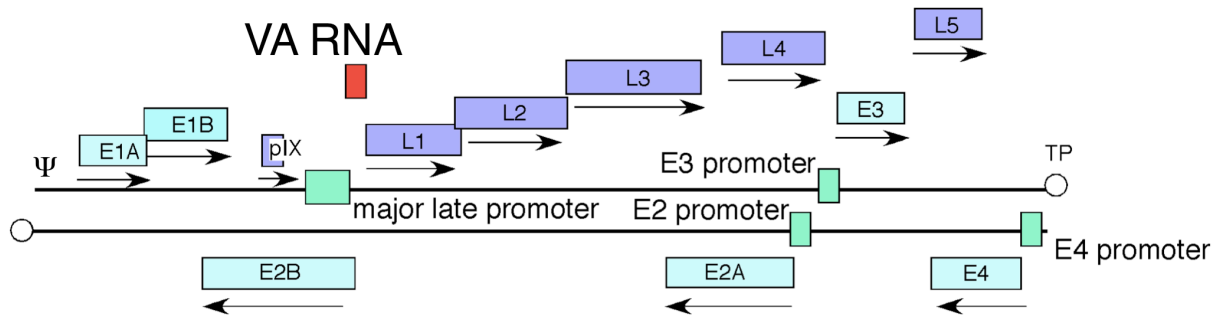 VA RNA
L5
L4
L3
L2
L1
E3
E1B
E1A
pIX
Ψ
E3 promoter
TP
major late promoter
E2 promoter
E4 promoter
E2B
E2A
E4